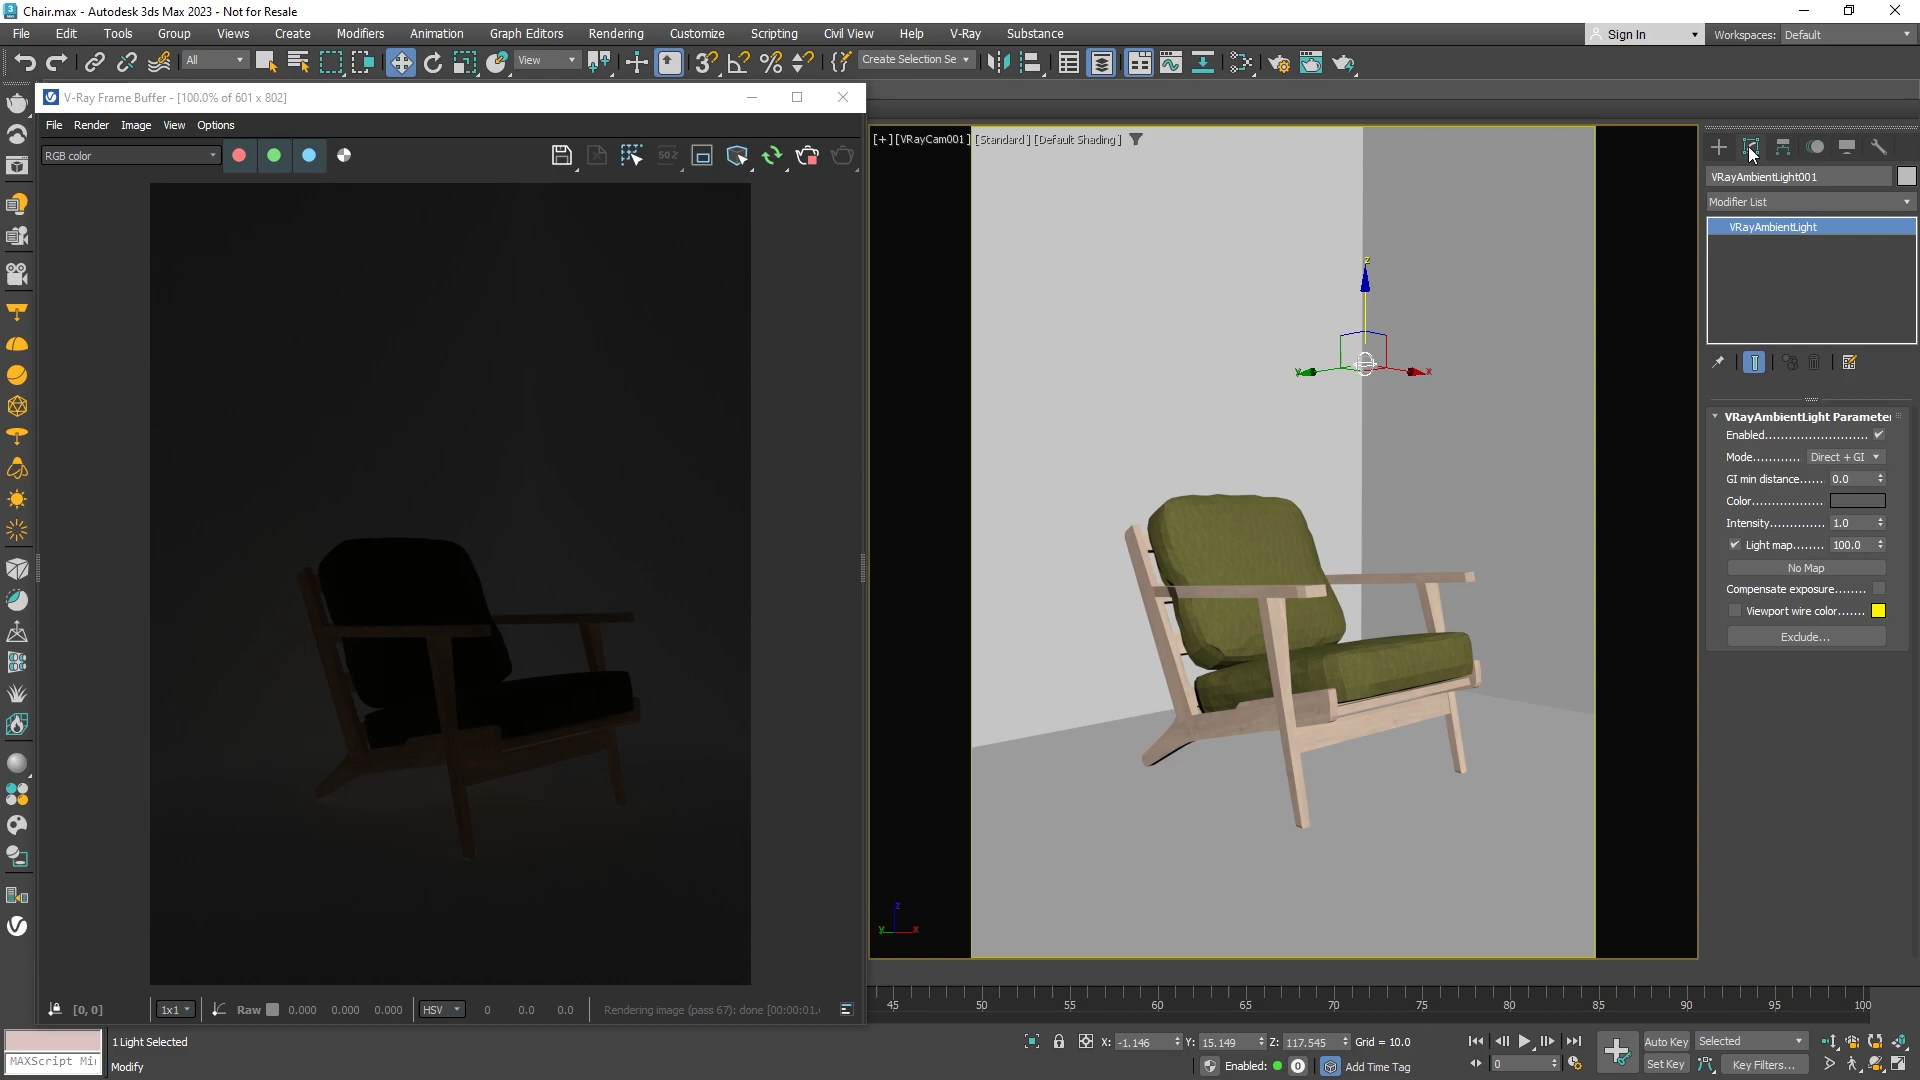 Chair.max - Autodesk 3ds Max 2023 - Not for Resale
File Edit Tools Group Views Create Modifiers Animation Graph Editors Rendering Customize Scripting Civil View Help V-Ray Substance
Sign In
Workspaces: Default
All
View
Create Selection Se
V-Ray Frame Buffer - [100.0% of 601 x 802]
File Render Image View Options
RGB color
50%
[+] [VRayCam001] [Standard] [Default Shading]
z
y
x
z
y
x
VRayAmbientLight001
Modifier List
VRayAmbientLight
VRayAmbientLight Parameter
Enabled
Mode Direct + GI
GI min distance 0.0
Color
Intensity 1.0
Light map 100.0
No Map
Compensate exposure
Viewport wire color
Exclude...
[0, 0]
1x1
Raw
0.000 0.000 0.000
HSV
0 0.0 0.0
Rendering image (pass 67): done [00:00:01.
45 50 55 60 65 70 75 80 85 90 95 100
MAXScript Mi
1 Light Selected
Modify
X: -1.146 Y: 15.149 Z: 117.545 Grid = 10.0
Enabled: 0
Add Time Tag
0
Auto Key
Selected
Set Key
Key Filters...